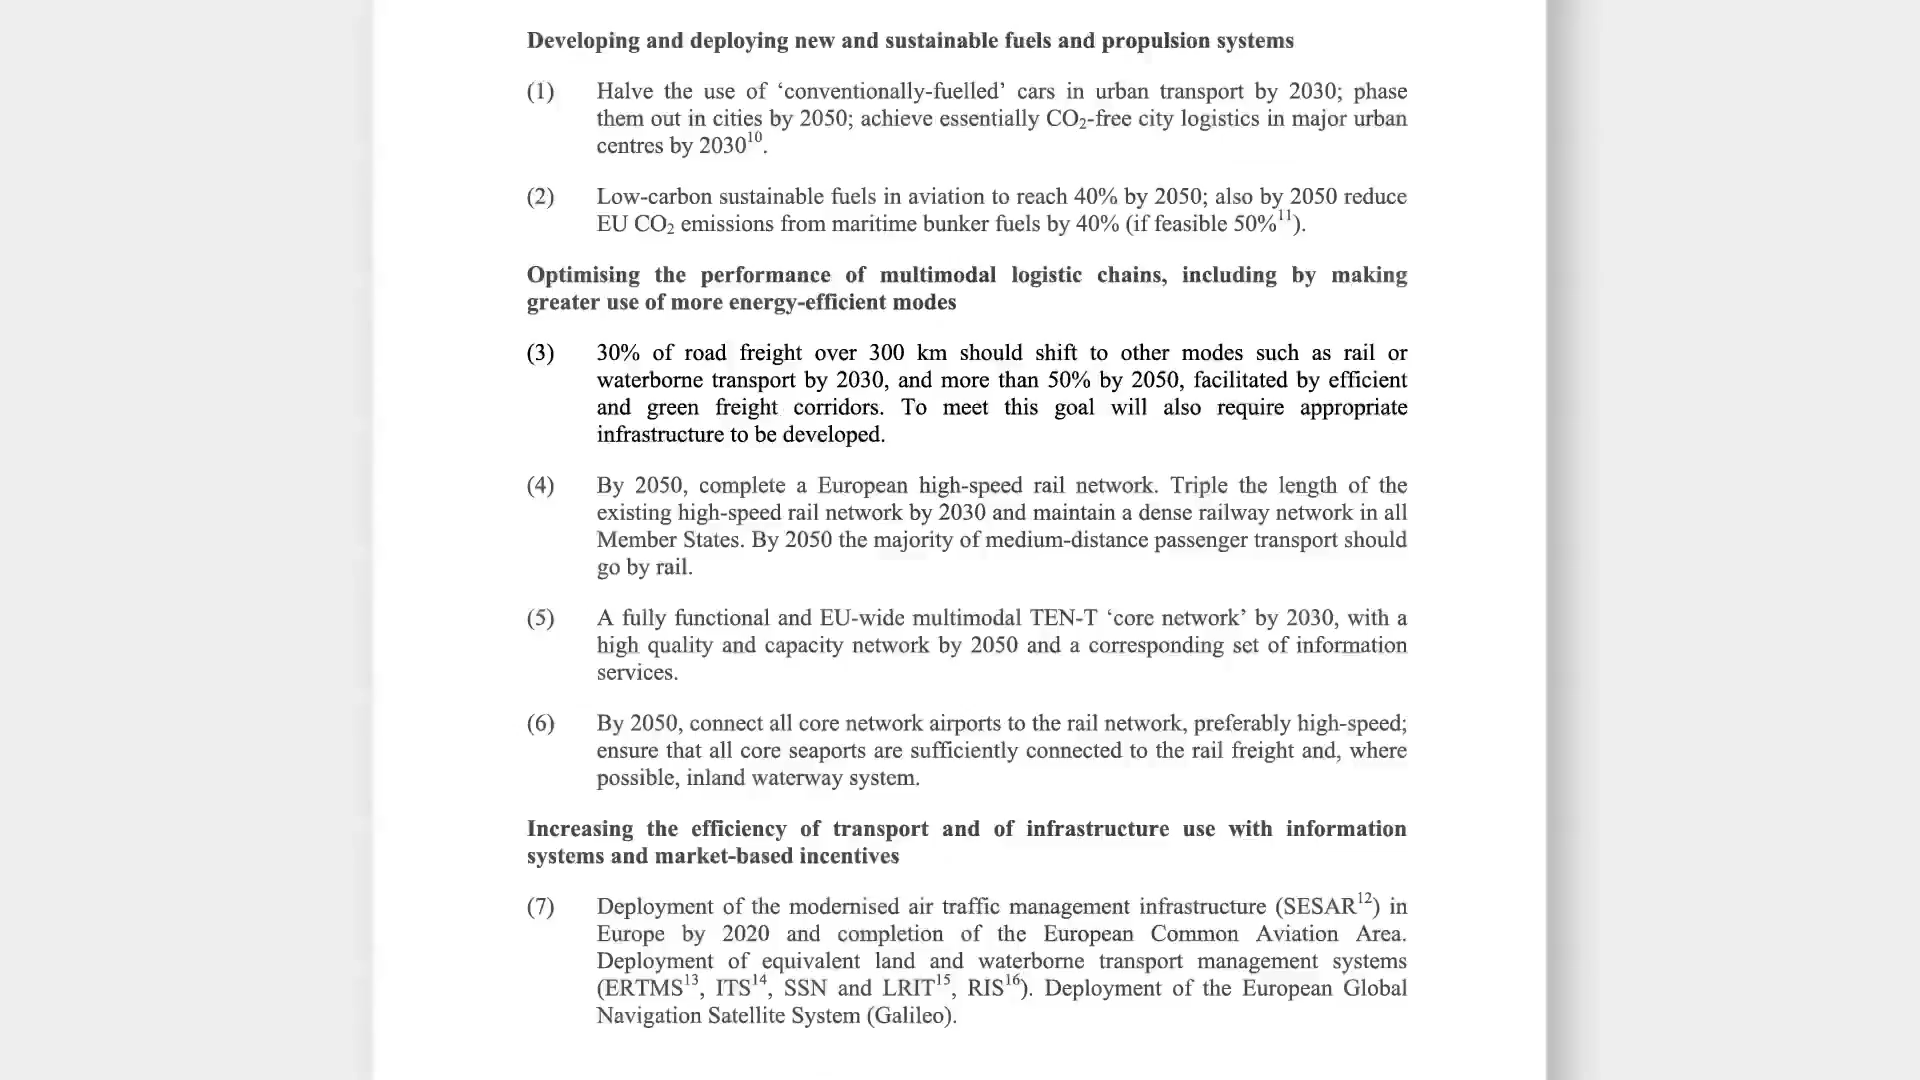 Developing and deploying new and sustainable fuels and propulsion systems
(1) Halve the use of ‘conventionally-fuelled’ cars in urban transport by 2030; phase
them out in cities by 2050; achieve essentially CO₂-free city logistics in major urban
centres by 2030¹⁰.
(2) Low-carbon sustainable fuels in aviation to reach 40% by 2050; also by 2050 reduce
EU CO₂ emissions from maritime bunker fuels by 40% (if feasible 50%¹¹).
Optimising the performance of multimodal logistic chains, including by making
greater use of more energy-efficient modes
(3) 30% of road freight over 300 km should shift to other modes such as rail or
waterborne transport by 2030, and more than 50% by 2050, facilitated by efficient
and green freight corridors. To meet this goal will also require appropriate
infrastructure to be developed.
(4) By 2050, complete a European high-speed rail network. Triple the length of the
existing high-speed rail network by 2030 and maintain a dense railway network in all
Member States. By 2050 the majority of medium-distance passenger transport should
go by rail.
(5) A fully functional and EU-wide multimodal TEN-T ‘core network’ by 2030, with a
high quality and capacity network by 2050 and a corresponding set of information
services.
(6) By 2050, connect all core network airports to the rail network, preferably high-speed;
ensure that all core seaports are sufficiently connected to the rail freight and, where
possible, inland waterway system.
Increasing the efficiency of transport and of infrastructure use with information
systems and market-based incentives
(7) Deployment of the modernised air traffic management infrastructure (SESAR¹²) in
Europe by 2020 and completion of the European Common Aviation Area.
Deployment of equivalent land and waterborne transport management systems
(ERTMS¹³, ITS¹⁴, SSN and LRIT¹⁵, RIS¹⁶). Deployment of the European Global
Navigation Satellite System (Galileo).